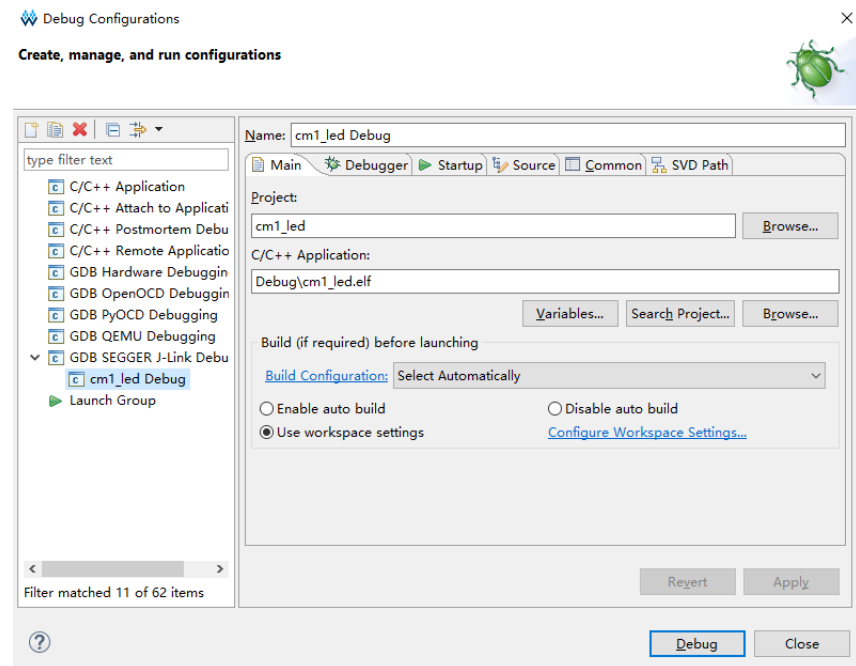 Debug Configurations
Create, manage, and run configurations
type filter text
C/C++ Application
C/C++ Attach to Applicati
C/C++ Postmortem Debu
C/C++ Remote Applicatio
GDB Hardware Debuggin
GDB OpenOCD Debuggin
GDB PyOCD Debugging
GDB QEMU Debugging
GDB SEGGER J-Link Debu
cm1_led Debug
Launch Group
Filter matched 11 of 62 items
Name: cm1_led Debug
Main Debugger Startup Source Common SVD Path
Project:
cm1_led Browse...
C/C++ Application:
Debug\cm1_led.elf
Variables... Search Project... Browse...
Build (if required) before launching
Build Configuration: Select Automatically
Enable auto build Disable auto build
Use workspace settings Configure Workspace Settings...
Revert Apply
Debug Close